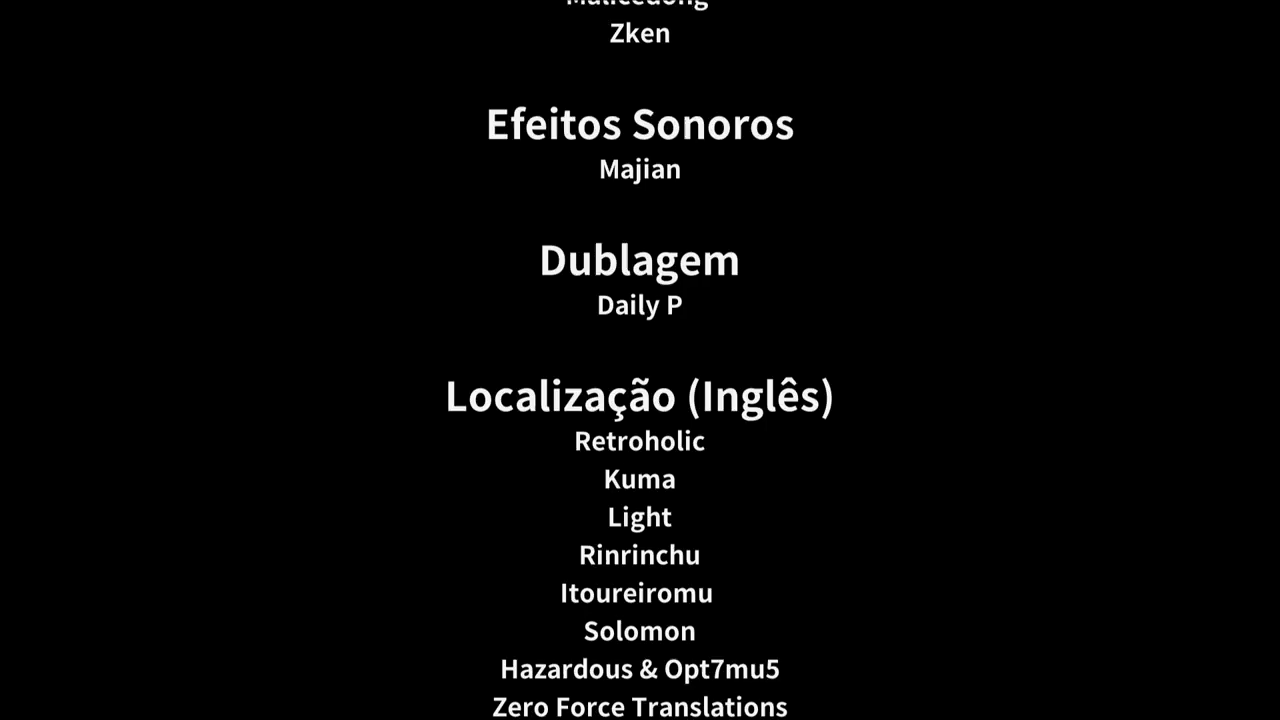 Zken
Efeitos Sonoros
Majian
Dublagem
Daily P
Localização (Inglês)
Retroholic
Kuma
Light
Rinrinchu
Itoureiromu
Solomon
Hazardous & Opt7mu5
Zero Force Translations